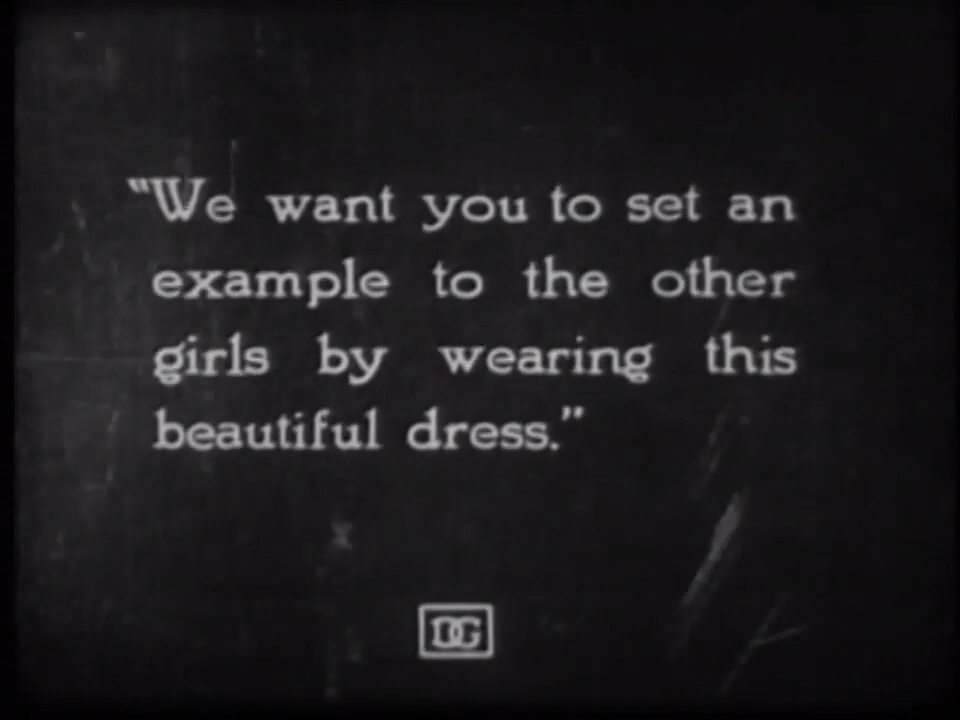 "We want you to set an
example to the other
girls by wearing this
beautiful dress."
DG